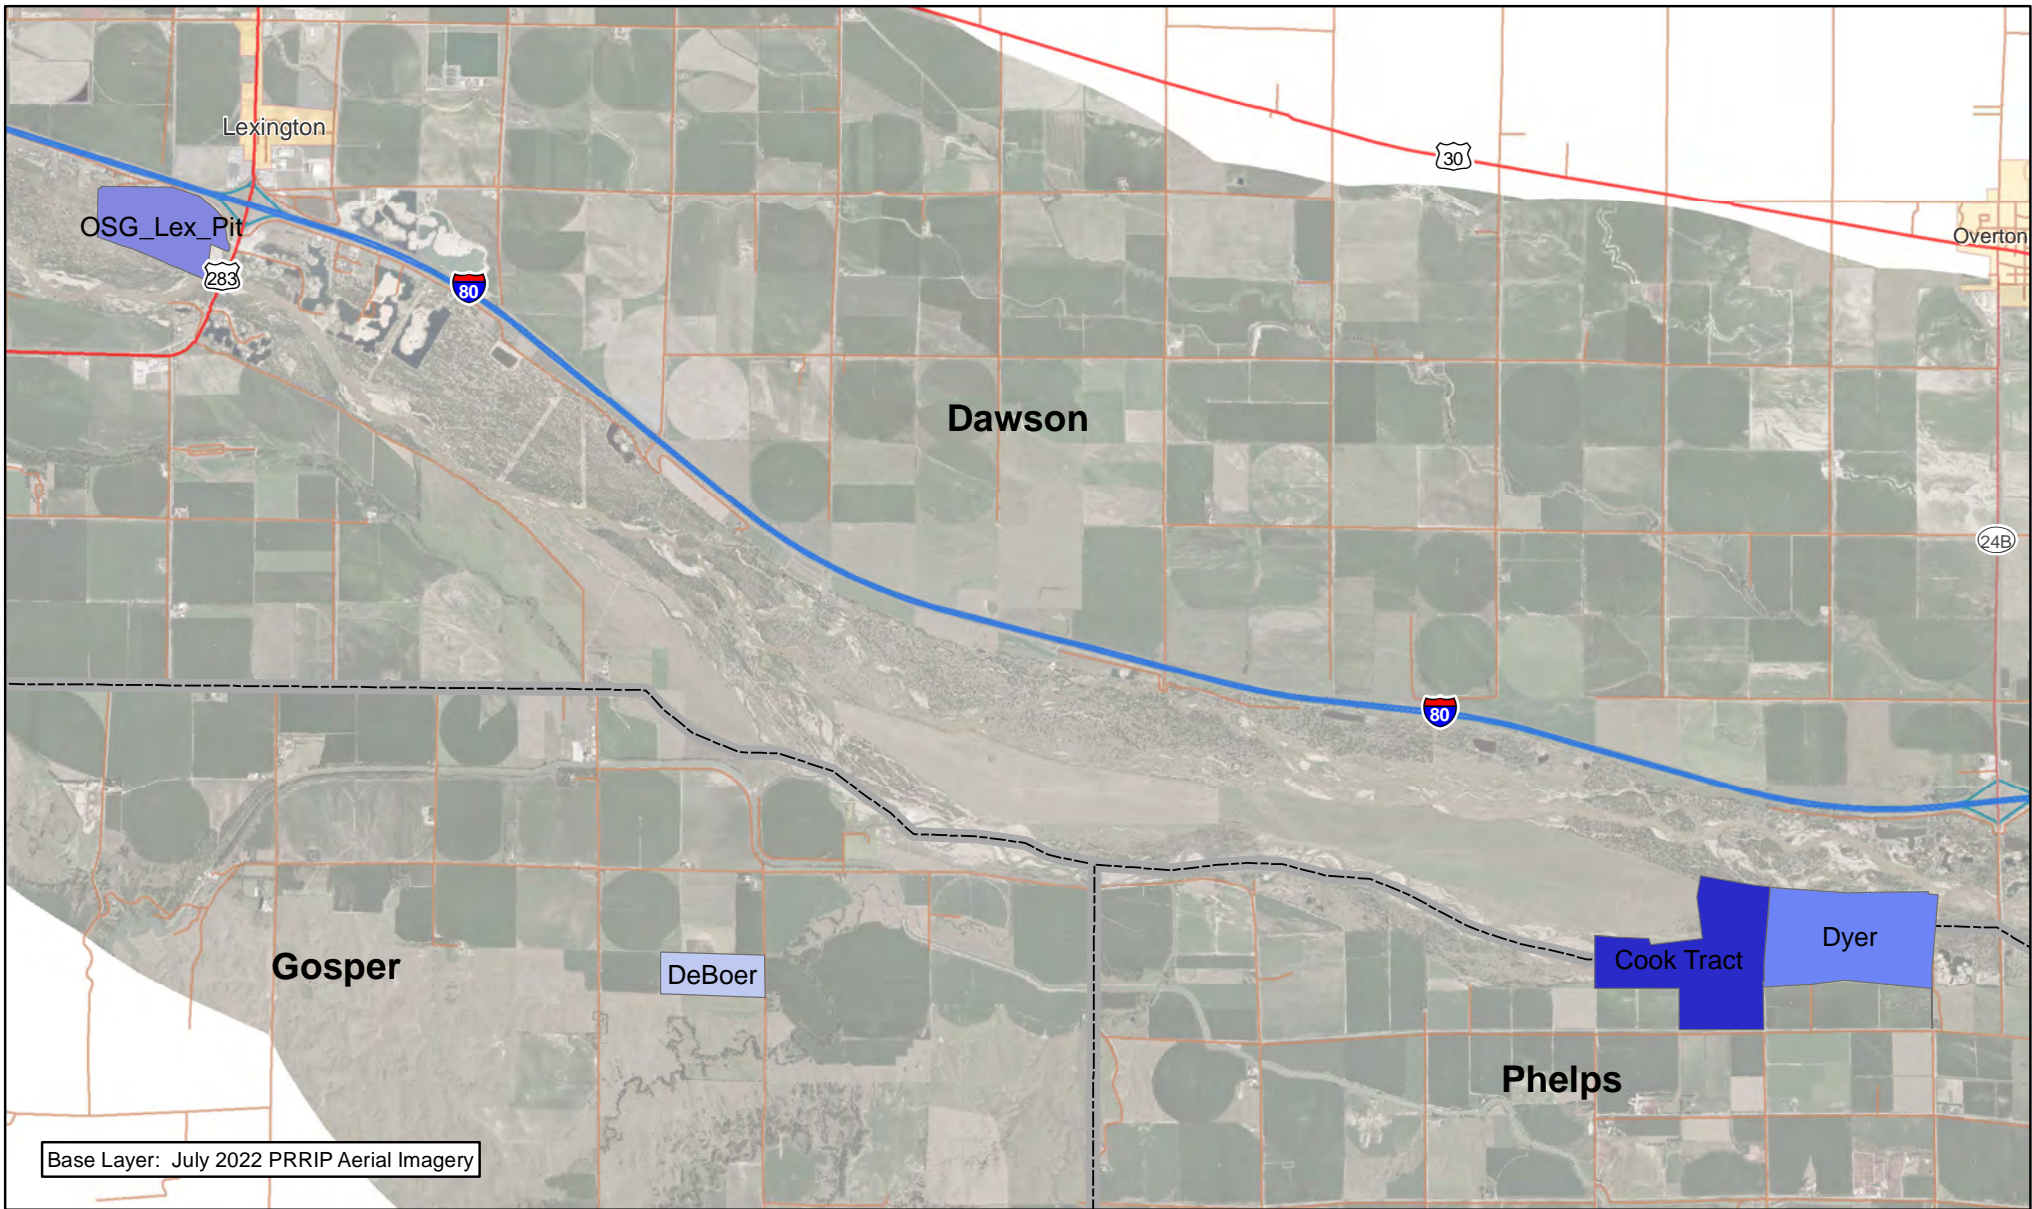 Lexington
30
OSG_Lex_Pit
Overton
283
80
Dawson
24B
80
Dyer
Cook Tract
Gosper
DeBoer
Phelps
Base Layer: July 2022 PRRIP Aerial Imagery